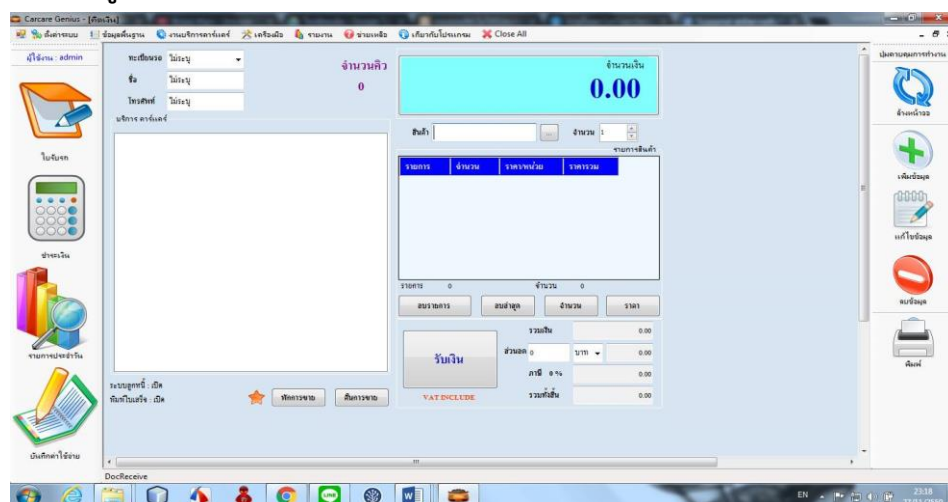 Carcare Genius - [คิดเงิน]
ตั้งค่าระบบ ข้อมูลพื้นฐาน งานบริการคาร์แคร์ เครื่องมือ รายงาน ช่วยเหลือ เกี่ยวกับโปรแกรม Close All
ผู้ใช้งาน : admin
ใบรับรถ
ชำระเงิน
รายการประจำวัน
บันทึกค่าใช้จ่าย
ทะเบียนรถ ไม่ระบุ
ชื่อ ไม่ระบุ
โทรศัพท์ ไม่ระบุ
จำนวนคิว
0
บริการ คาร์แคร์
จำนวนเงิน
0.00
สินค้า ... จำนวน 1
รายการสินค้า
รายการ จำนวน ราคา/หน่วย ราคารวม
รายการ 0 จำนวน 0
ลบรายการ ลบล่าสุด จำนวน ราคา
รับเงิน
รวมเงิน 0.00
ส่วนลด 0 บาท 0.00
ภาษี 0 % 0.00
รวมทั้งสิ้น 0.00
VAT INCLUDE
ระบบลูกหนี้ : เปิด
พิมพ์ใบเสร็จ : เปิด
พักการขาย คืนการขาย
ปุ่มควบคุมการทำงาน
ล้างหน้าจอ
เพิ่มข้อมูล
แก้ไขข้อมูล
ลบข้อมูล
พิมพ์
DocReceive
LINE
EN
23:18